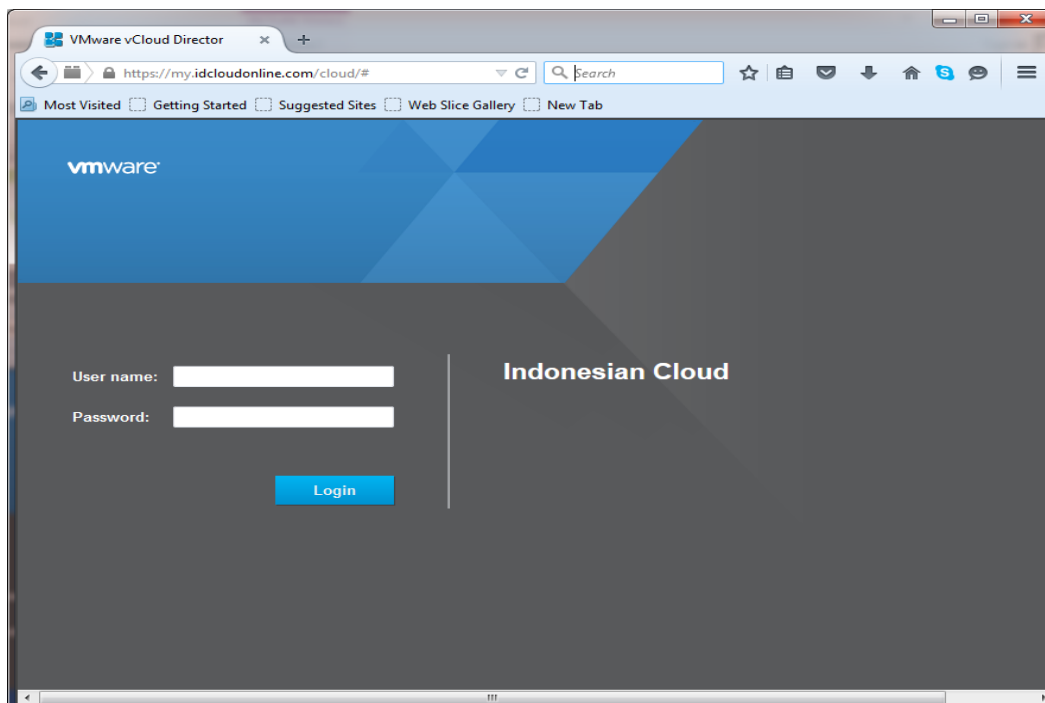 VMware vCloud Director
https://my.idcloudonline.com/cloud/#
Search
Most Visited Getting Started Suggested Sites Web Slice Gallery New Tab
vmware
User name:
Password:
Login
Indonesian Cloud